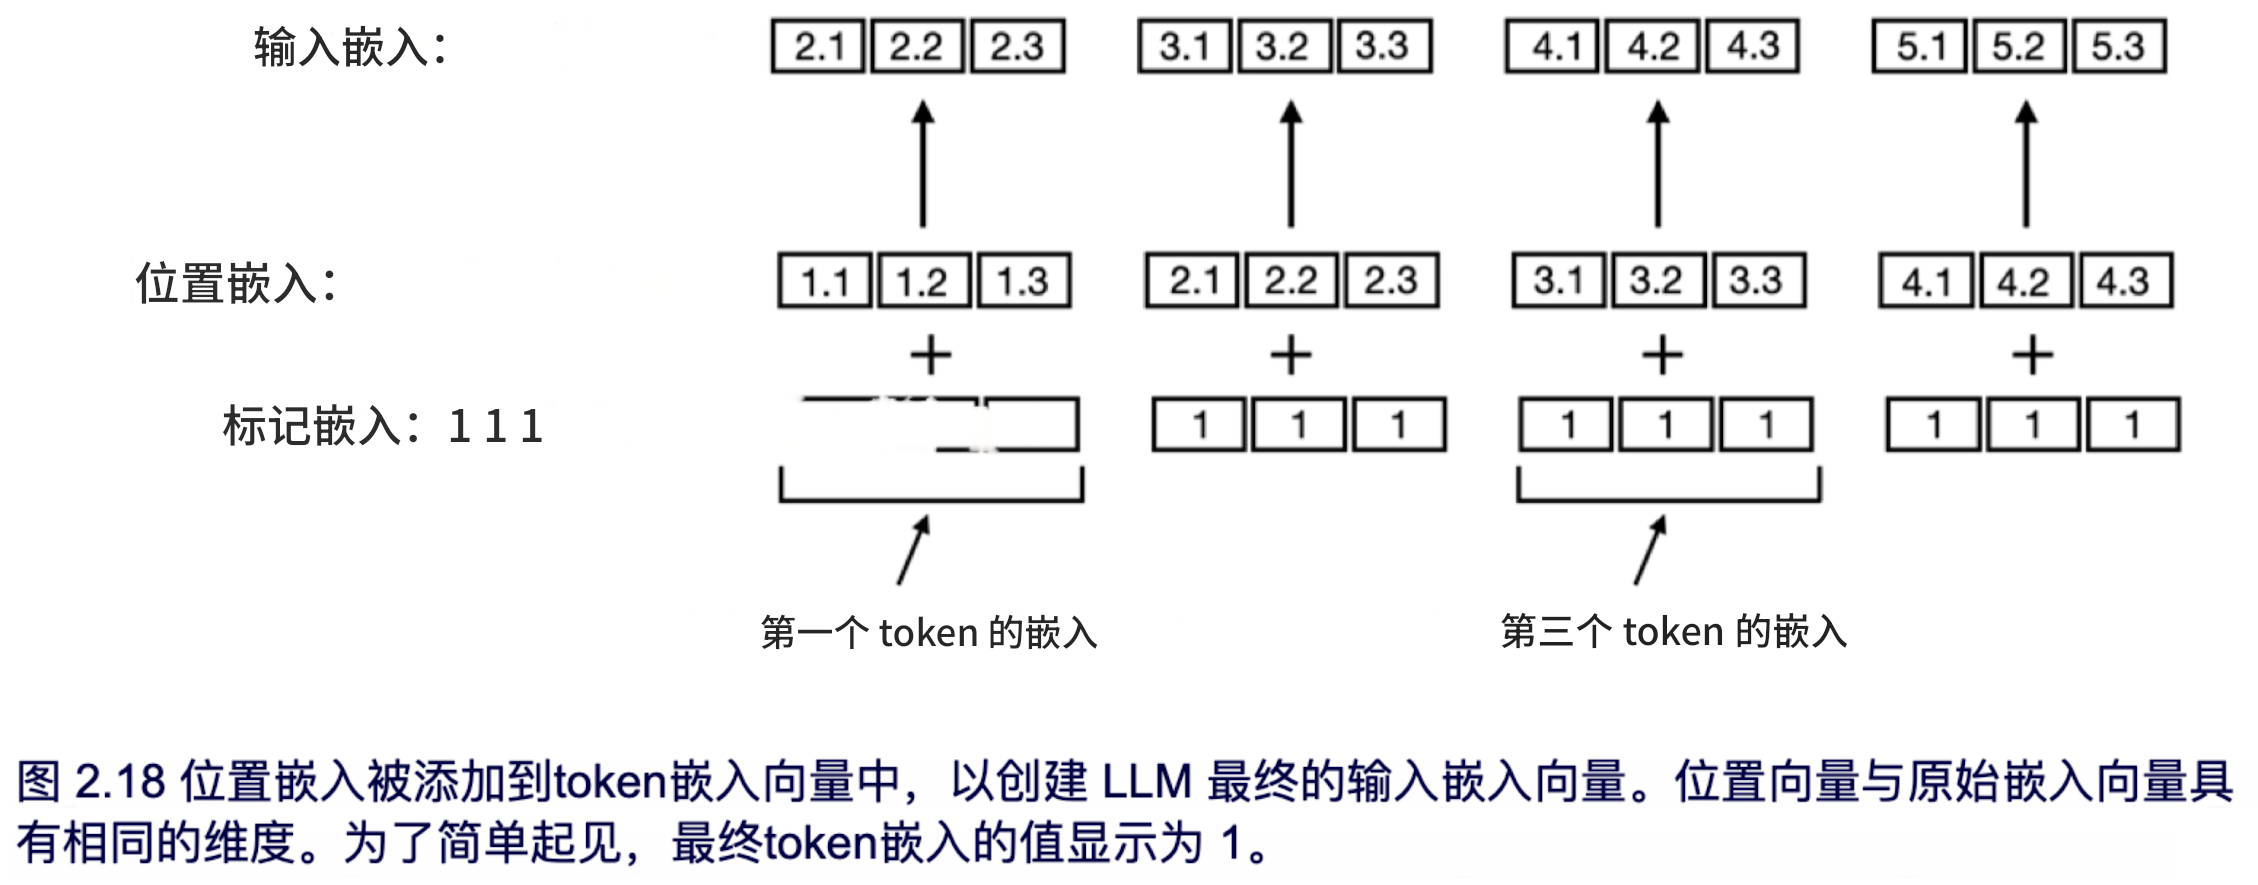 输入嵌入： 2.1 2.2 2.3 3.1 3.2 3.3 4.1 4.2 4.3 5.1 5.2 5.3
位置嵌入： 1.1 1.2 1.3 2.1 2.2 2.3 3.1 3.2 3.3 4.1 4.2 4.3
+ + + +
标记嵌入：1 1 1 1 1 1 1 1 1 1 1 1
第一个 token 的嵌入 第三个 token 的嵌入
图 2.18 位置嵌入被添加到token嵌入向量中，以创建 LLM 最终的输入嵌入向量。位置向量与原始嵌入向量具
有相同的维度。为了简单起见，最终token嵌入的值显示为 1。